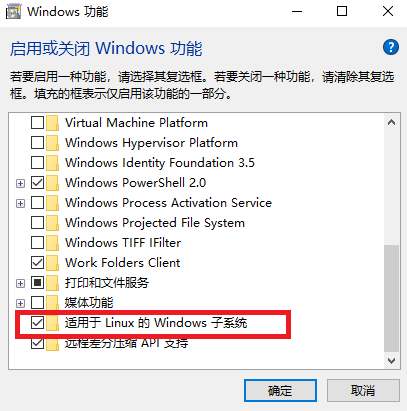 Windows 功能
启用或关闭 Windows 功能
若要启用一种功能，请选择其复选框。若要关闭一种功能，请清除其复选
框。填充的框表示仅启用该功能的一部分。
Virtual Machine Platform
Windows Hypervisor Platform
Windows Identity Foundation 3.5
Windows PowerShell 2.0
Windows Process Activation Service
Windows Projected File System
Windows TIFF IFilter
Work Folders Client
打印和文件服务
媒体功能
适用于 Linux 的 Windows 子系统
远程差分压缩 API 支持
确定
取消